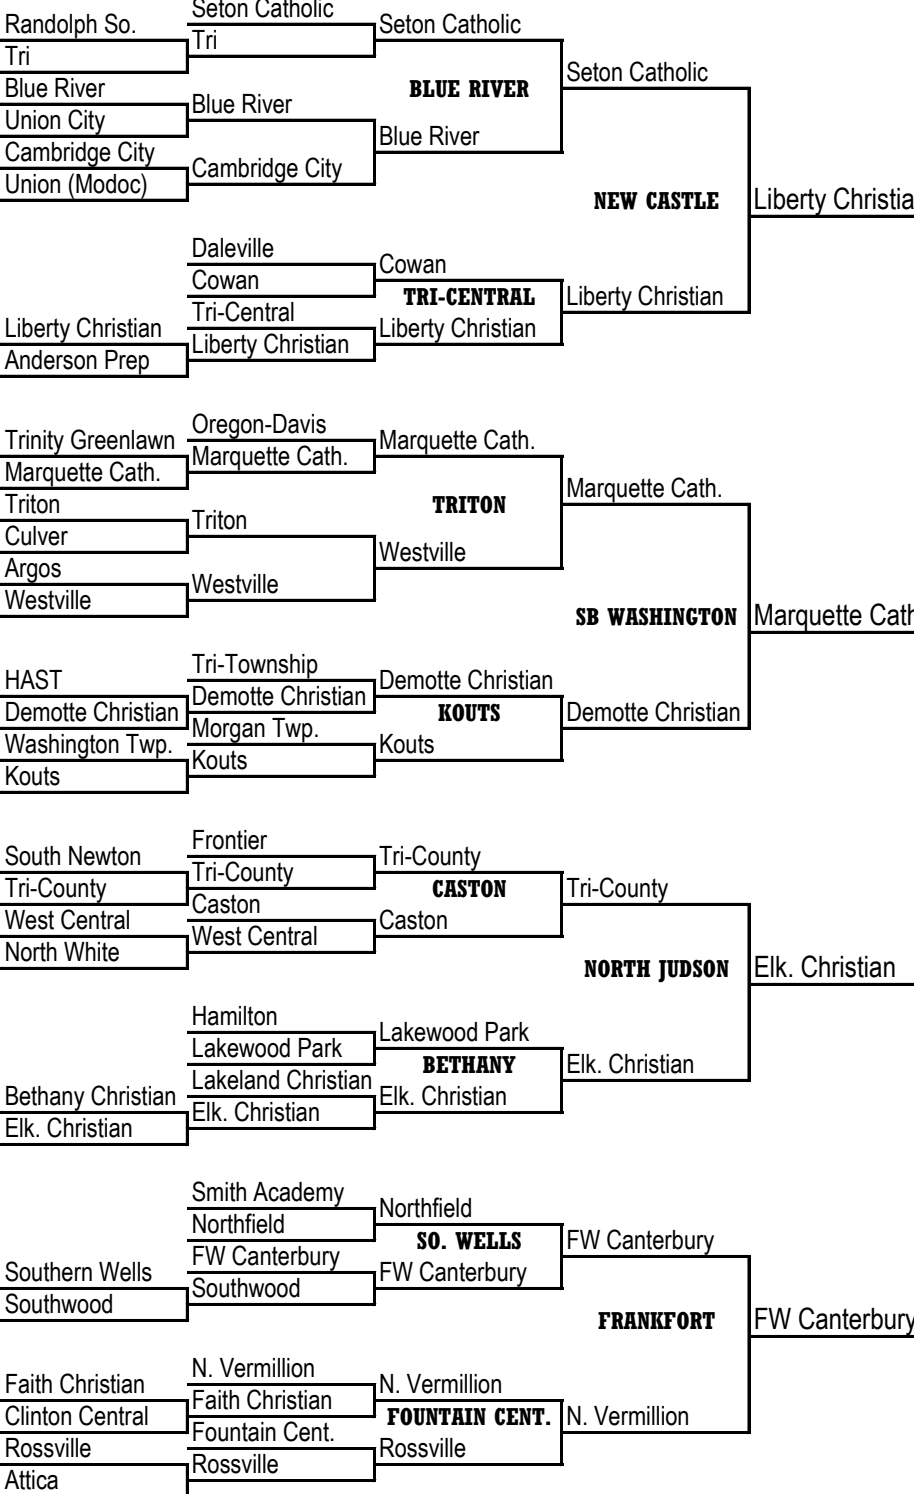 Seton Catholic
Randolph So.
Tri
Seton Catholic
Tri
Blue River
Union City
Blue River
BLUE RIVER
Seton Catholic
Cambridge City
Union (Modoc)
Cambridge City
Blue River
NEW CASTLE
Liberty Christia
Daleville
Cowan
Cowan
Tri-Central
TRI-CENTRAL
Liberty Christian
Liberty Christian
Anderson Prep
Liberty Christian
Liberty Christian
Oregon-Davis
Trinity Greenlawn
Marquette Cath.
Marquette Cath.
Marquette Cath.
Triton
Culver
Triton
TRITON
Marquette Cath.
Argos
Westville
Westville
Westville
SB WASHINGTON
Marquette Cath
Tri-Township
HAST
Demotte Christian
Demotte Christian
Demotte Christian
Washington Twp.
Kouts
Morgan Twp.
Kouts
KOUTS
Kouts
Demotte Christian
Frontier
South Newton
Tri-County
Tri-County
Tri-County
West Central
North White
Caston
West Central
CASTON
Caston
Tri-County
NORTH JUDSON
Elk. Christian
Hamilton
Lakewood Park
Lakewood Park
Lakeland Christian
BETHANY
Elk. Christian
Bethany Christian
Elk. Christian
Elk. Christian
Elk. Christian
Smith Academy
Northfield
Northfield
FW Canterbury
SO. WELLS
FW Canterbury
Southern Wells
Southwood
Southwood
FW Canterbury
FRANKFORT
FW Canterbury
N. Vermillion
Faith Christian
Clinton Central
Faith Christian
N. Vermillion
Rossville
Attica
Fountain Cent.
Rossville
FOUNTAIN CENT.
Rossville
N. Vermillion